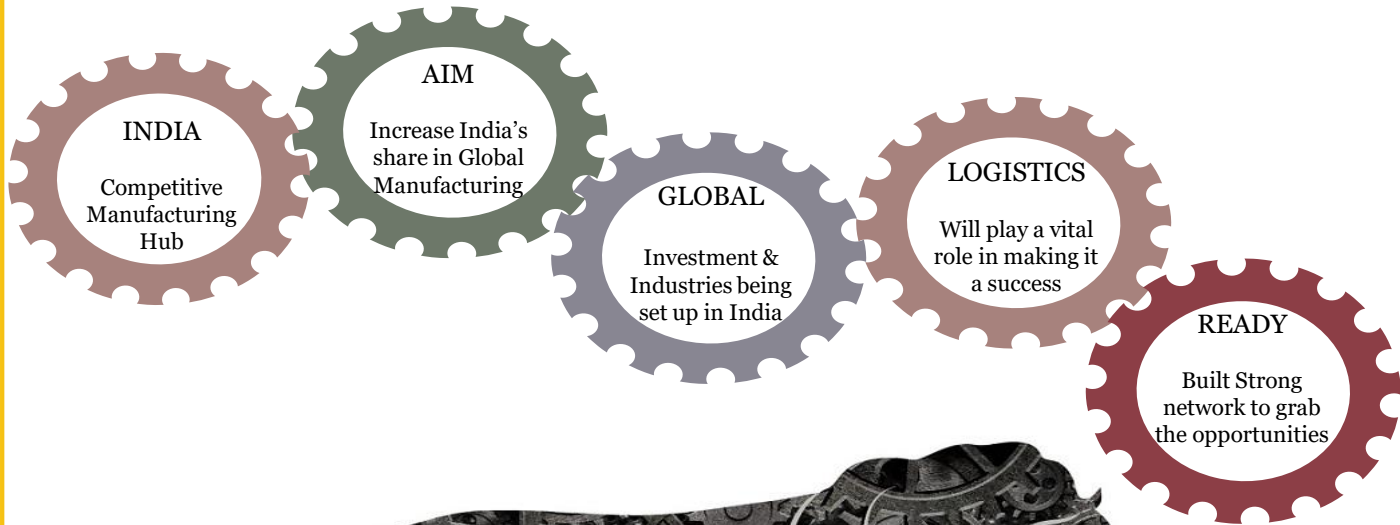 INDIA
Competitive
Manufacturing
Hub
AIM
Increase India’s
share in Global
Manufacturing
GLOBAL
Investment &
Industries being
set up in India
LOGISTICS
Will play a vital
role in making it
a success
READY
Built Strong
network to grab
the opportunities